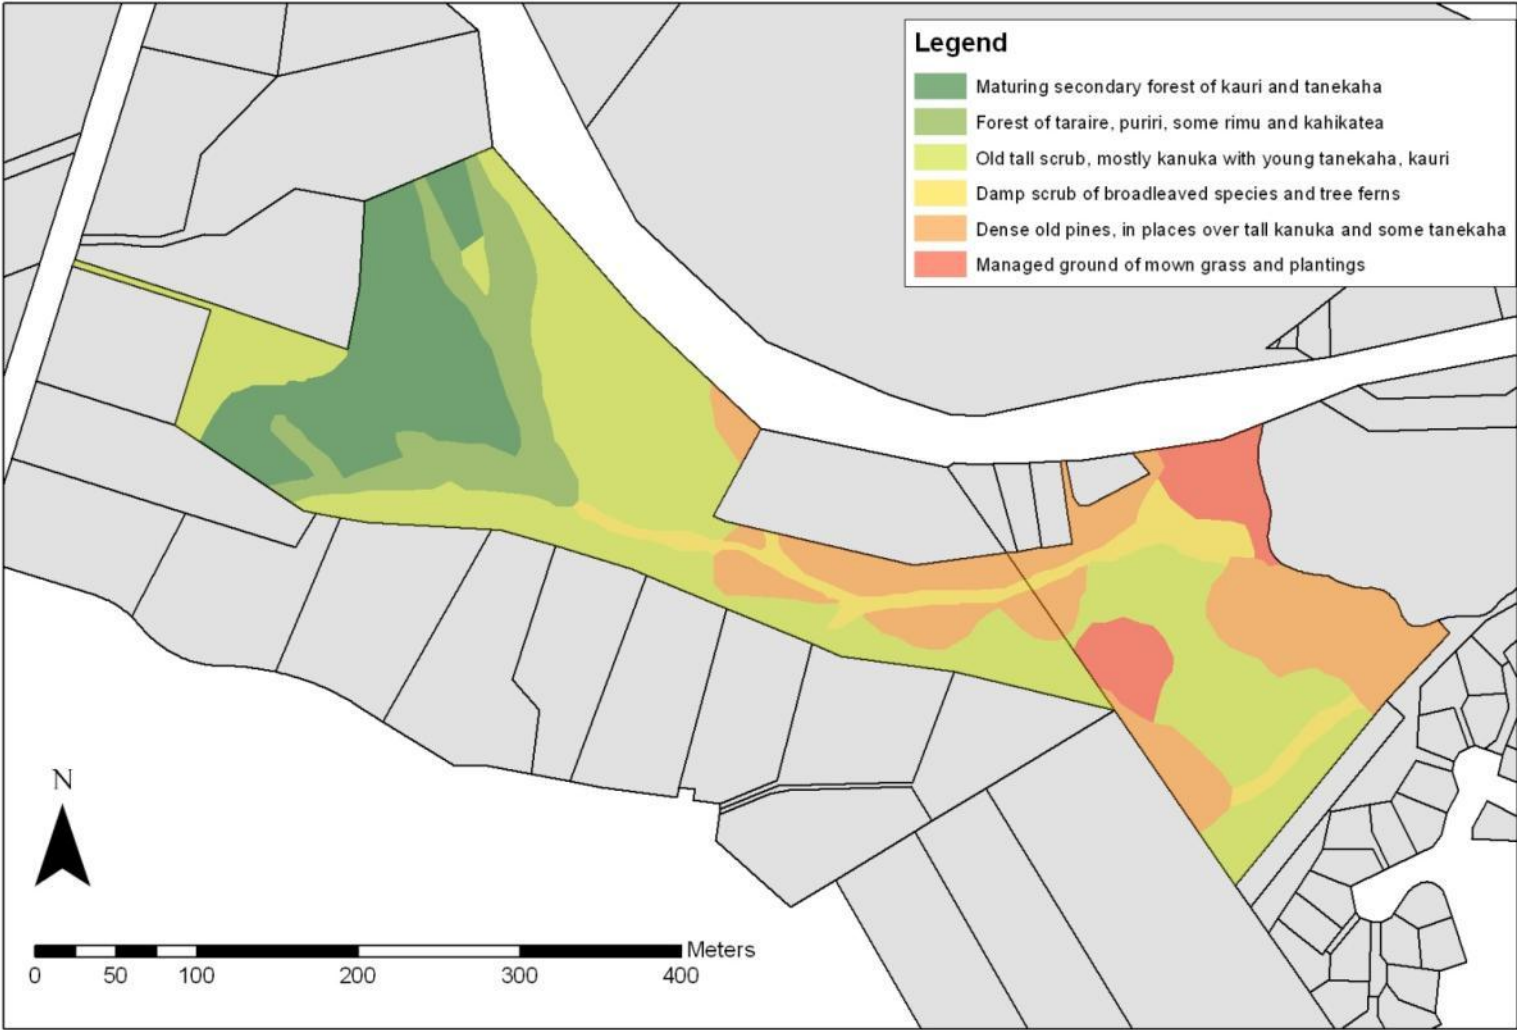 Legend
Maturing secondary forest of kauri and tanekaha
Forest of taraire, puriri, some rimu and kahikatea
Old tall scrub, mostly kanuka with young tanekaha, kauri
Damp scrub of broadleaved species and tree ferns
Dense old pines, in places over tall kanuka and some tanekaha
Managed ground of mown grass and plantings
N
Meters
0 50 100 200 300 400